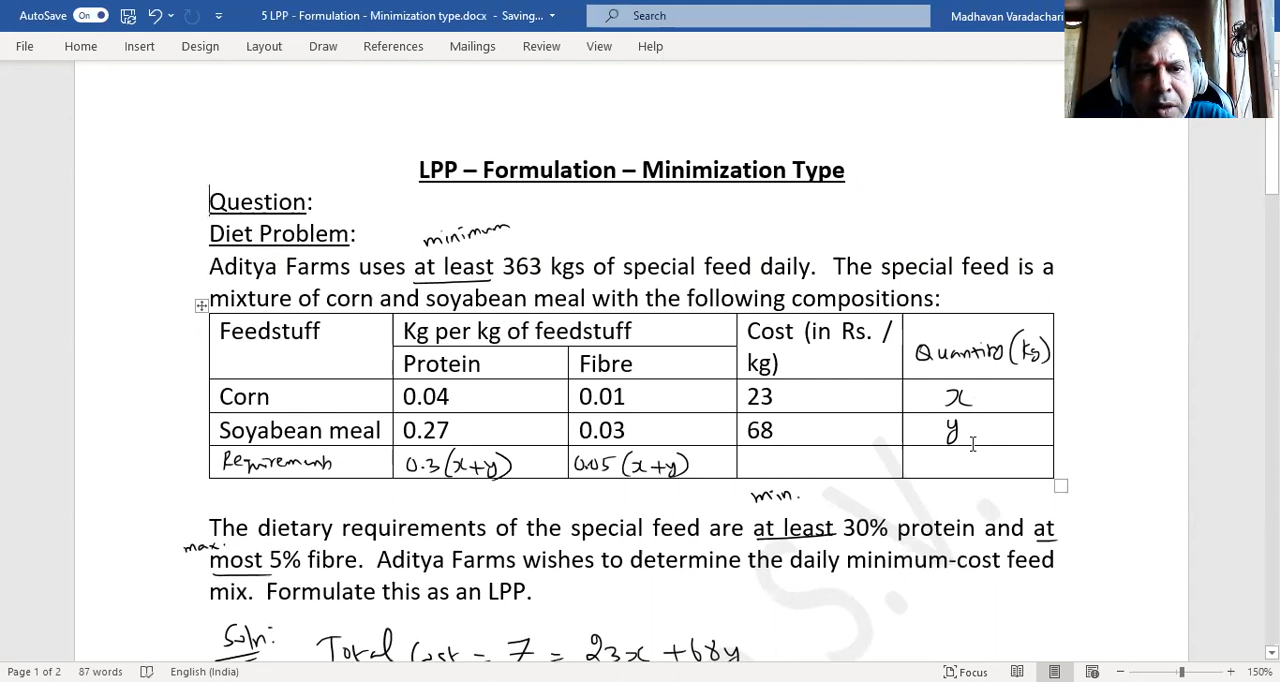 AutoSave On 5 LPP - Formulation - Minimization type.docx - Saving... Search Madhavan Varadachari
File Home Insert Design Layout Draw References Mailings Review View Help
LPP – Formulation – Minimization Type
Question:
Diet Problem:
minimum
Aditya Farms uses at least 363 kgs of special feed daily. The special feed is a
mixture of corn and soyabean meal with the following compositions:
Feedstuff Kg per kg of feedstuff Cost (in Rs. / kg) Quantity (kg)
Protein Fibre
Corn 0.04 0.01 23 x
Soyabean meal 0.27 0.03 68 y
Requirements 0.3(x+y) 0.05(x+y)
min.
The dietary requirements of the special feed are at least 30% protein and at
max.
most 5% fibre. Aditya Farms wishes to determine the daily minimum-cost feed
mix. Formulate this as an LPP.
Soln: Total Cost = Z = 23x + 68y
S.V.
Page 1 of 2 87 words English (India) Focus 150%